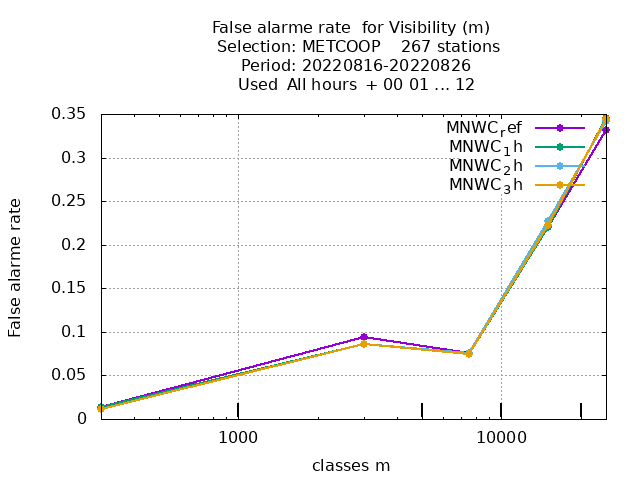 False alarme rate  for Visibility (m)
Selection: METCOOP    267 stations
Period: 20220816-20220826
Used  All hours  + 00 01 ... 12
0.35
0.3
0.25
0.2
0.15
0.1
0.05
0
False alarme rate
MNWC_ref
MNWC_1h
MNWC_2h
MNWC_3h
1000 10000
classes m